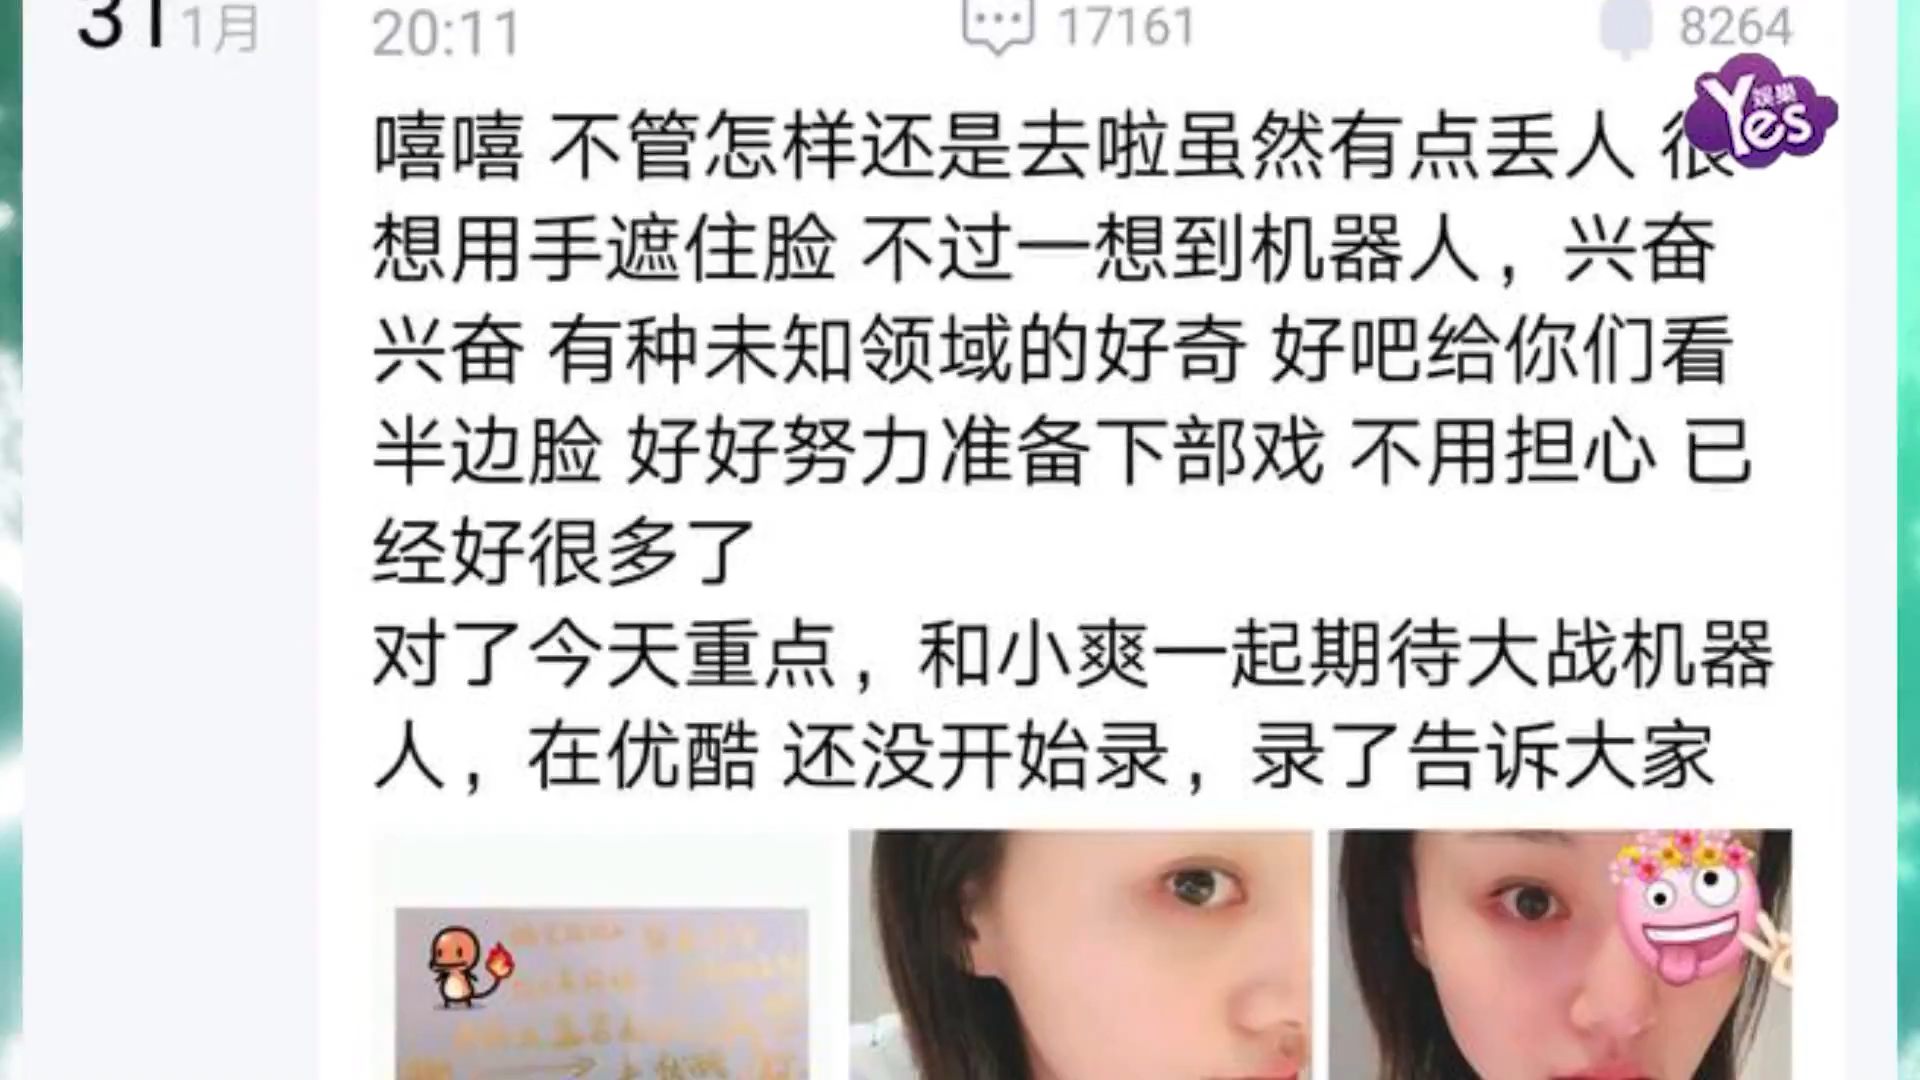 31 1月
20:11
17161
8264
Yes 娱樂
嘻嘻 不管怎样还是去啦虽然有点丢人 很
想用手遮住脸 不过一想到机器人，兴奋
兴奋 有种未知领域的好奇 好吧给你们看
半边脸 好好努力准备下部戏 不用担心 已
经好很多了
对了今天重点，和小爽一起期待大战机器
人，在优酷 还没开始录，录了告诉大家